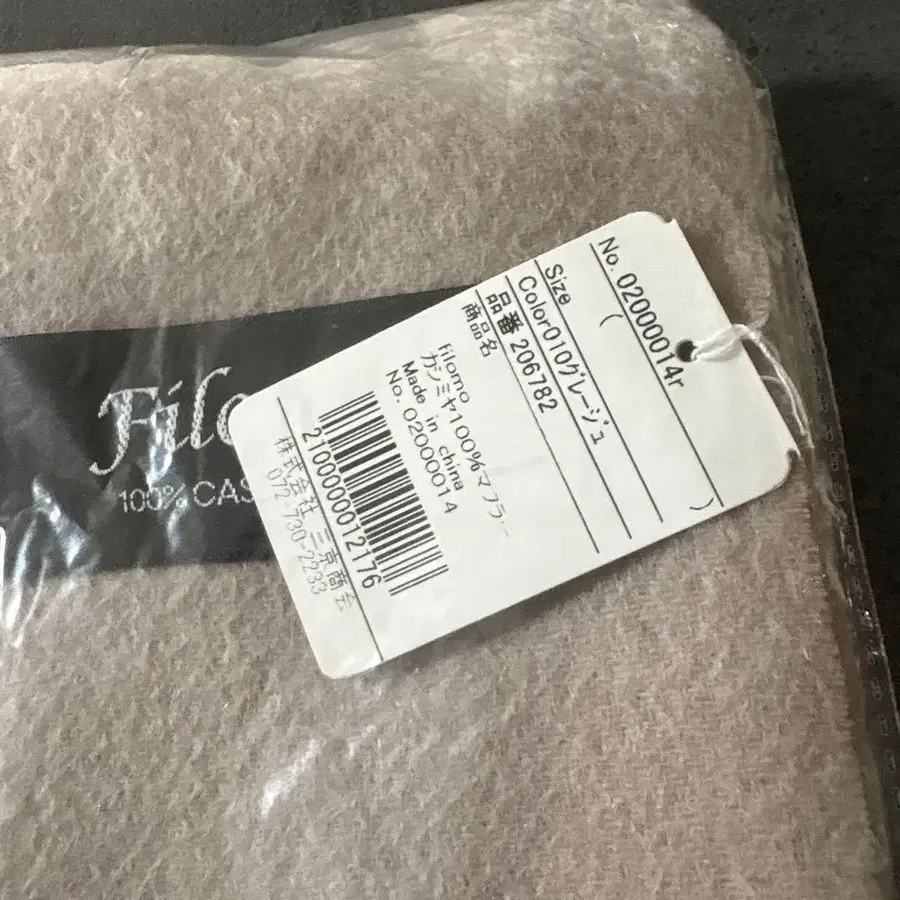 Filo
100% CAS
No. 02000014r
( )
Size
Color010グレージュ
品番 206782
商品名
filomo
カシミヤ100%マフラ…
Made in china
No. 0200001 4
2100000012176
株式会社 三京商会
072-730-2233